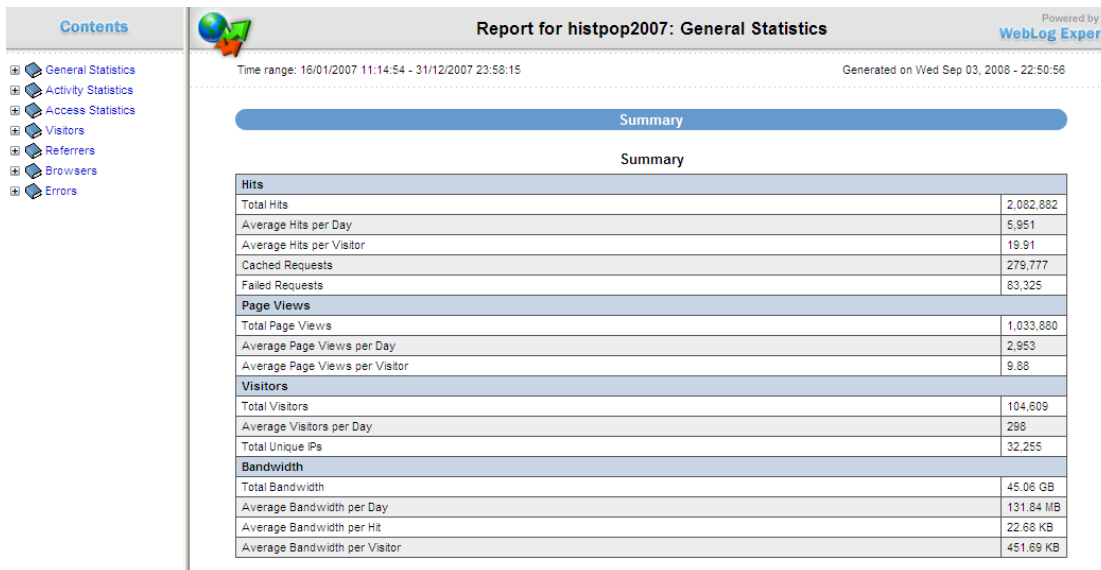 Contents
General Statistics
Activity Statistics
Access Statistics
Visitors
Referrers
Browsers
Errors
Report for histpop2007: General Statistics
Powered by
WebLog Exper
Time range: 16/01/2007 11:14:54 - 31/12/2007 23:58:15
Generated on Wed Sep 03, 2008 - 22:50:56
Summary
Summary
Hits
Total Hits 2,082,882
Average Hits per Day 5,951
Average Hits per Visitor 19.91
Cached Requests 279,777
Failed Requests 83,325
Page Views
Total Page Views 1,033,880
Average Page Views per Day 2,953
Average Page Views per Visitor 9.88
Visitors
Total Visitors 104,609
Average Visitors per Day 298
Total Unique IPs 32,255
Bandwidth
Total Bandwidth 45.06 GB
Average Bandwidth per Day 131.84 MB
Average Bandwidth per Hit 22.68 KB
Average Bandwidth per Visitor 451.69 KB